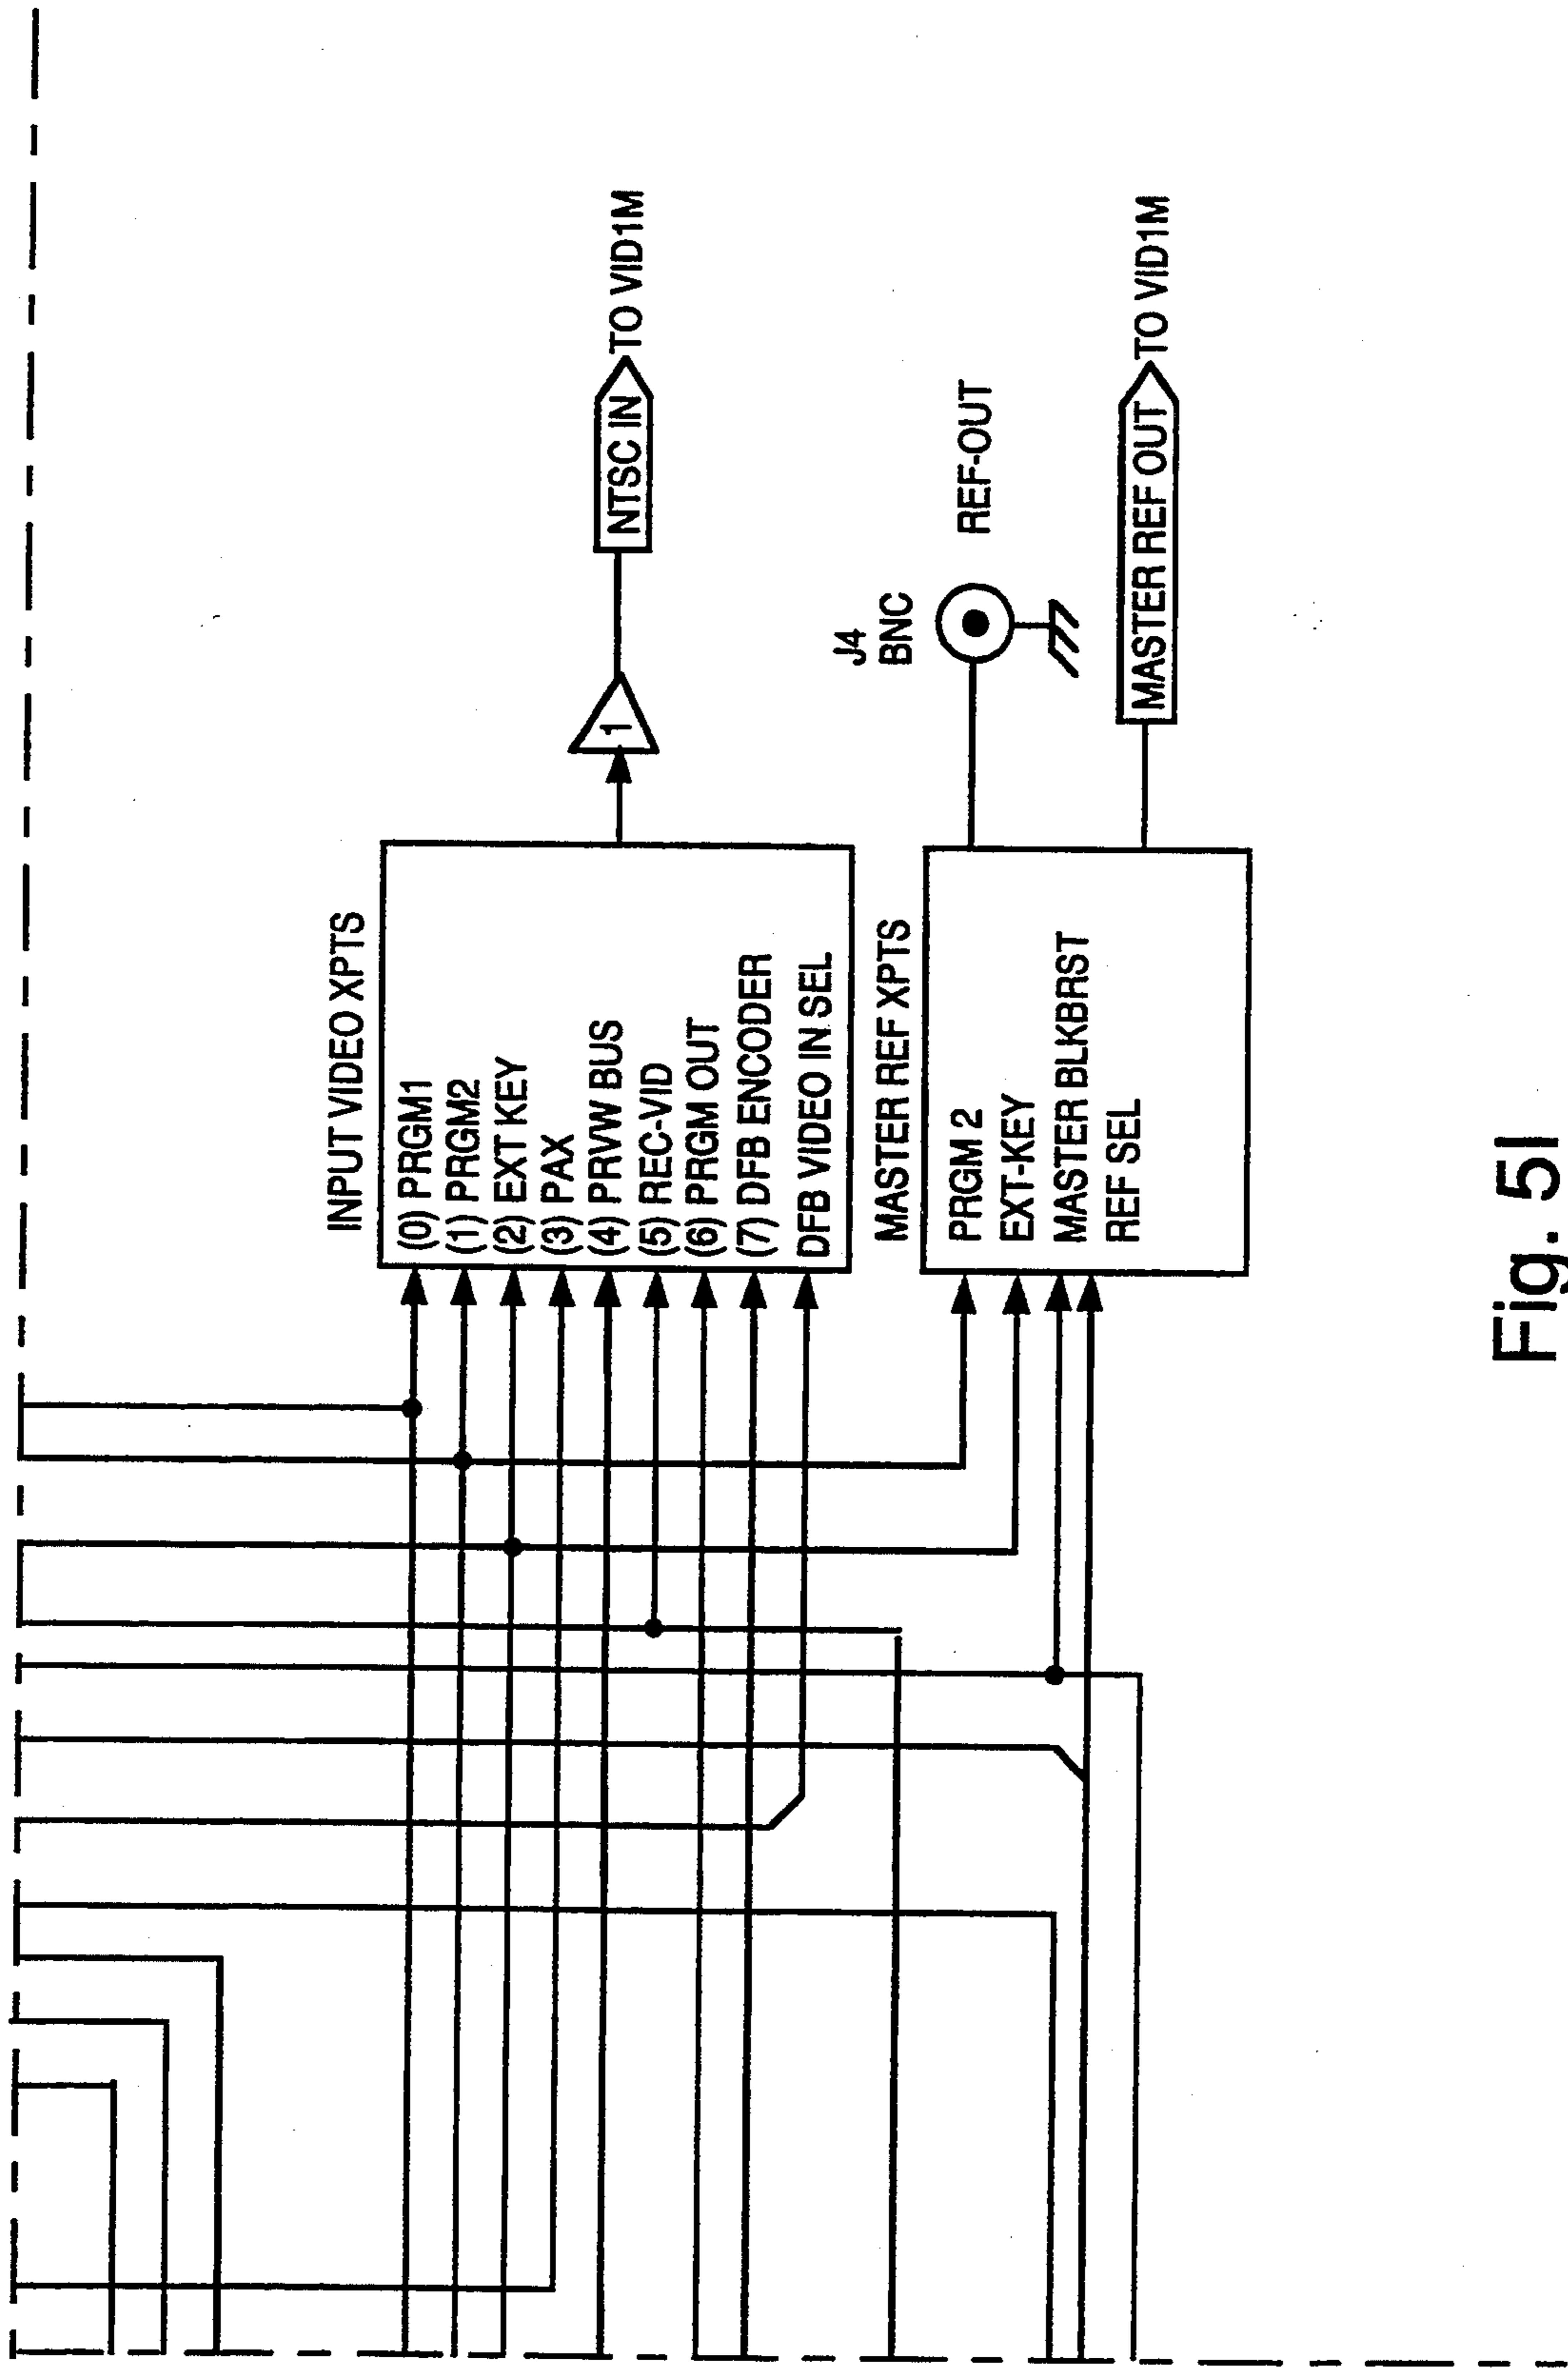 INPUT VIDEO XPTS
(0) PRGM1
(1) PRGM2
(2) EXT KEY
(3) PAX
(4) PRVW BUS
(5) REC-VID
(6) PRGM OUT
(7) DFB ENCODER
DFB VIDEO IN SEL
1
NTSC IN
TO VID1M
MASTER REF XPTS
PRGM 2
EXT-KEY
MASTER BLKBRST
REF SEL
J4
BNC
REF-OUT
MASTER REF OUT
TO VID1M
Fig. 5I